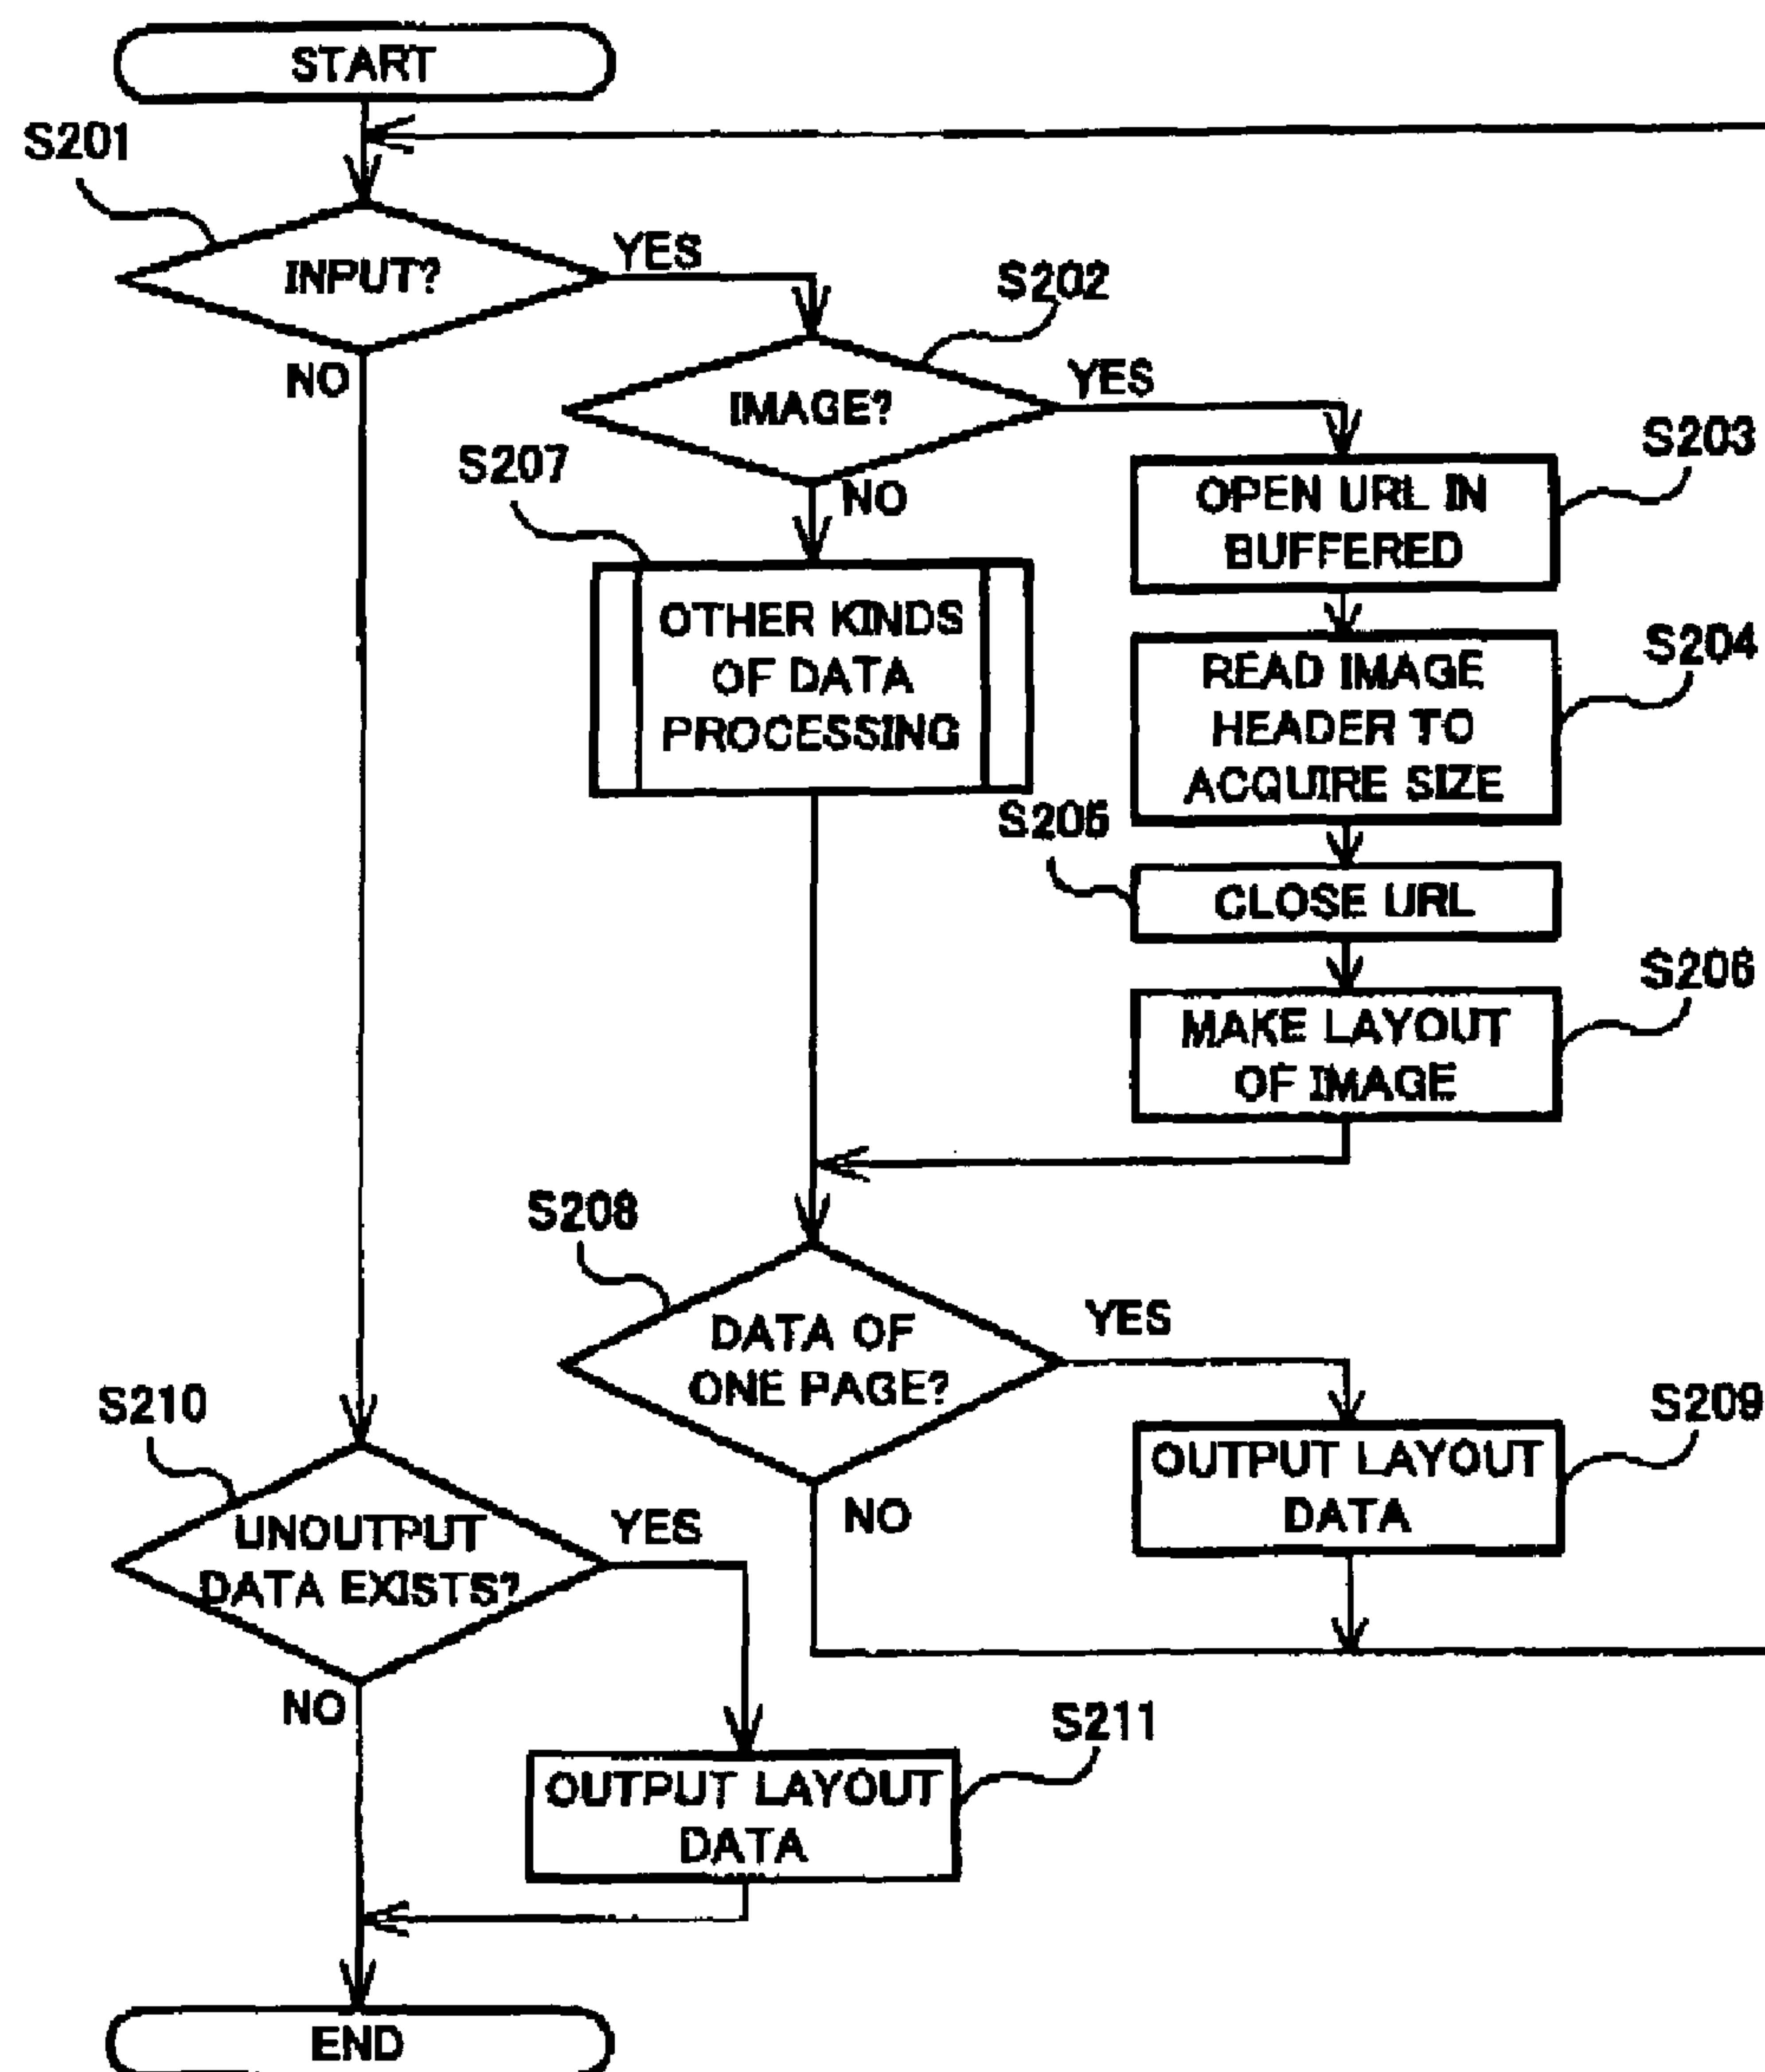 START
S201
INPUT?
YES
NO
S202
IMAGE?
YES
NO
S203
OPEN URL IN
BUFFERED
S207
OTHER KINDS
OF DATA
PROCESSING
S204
READ IMAGE
HEADER TO
ACQUIRE SIZE
S205
CLOSE URL
S206
MAKE LAYOUT
OF IMAGE
S208
DATA OF
ONE PAGE?
YES
NO
S209
OUTPUT LAYOUT
DATA
S210
UNOUTPUT
DATA EXISTS?
YES
NO
S211
OUTPUT LAYOUT
DATA
END